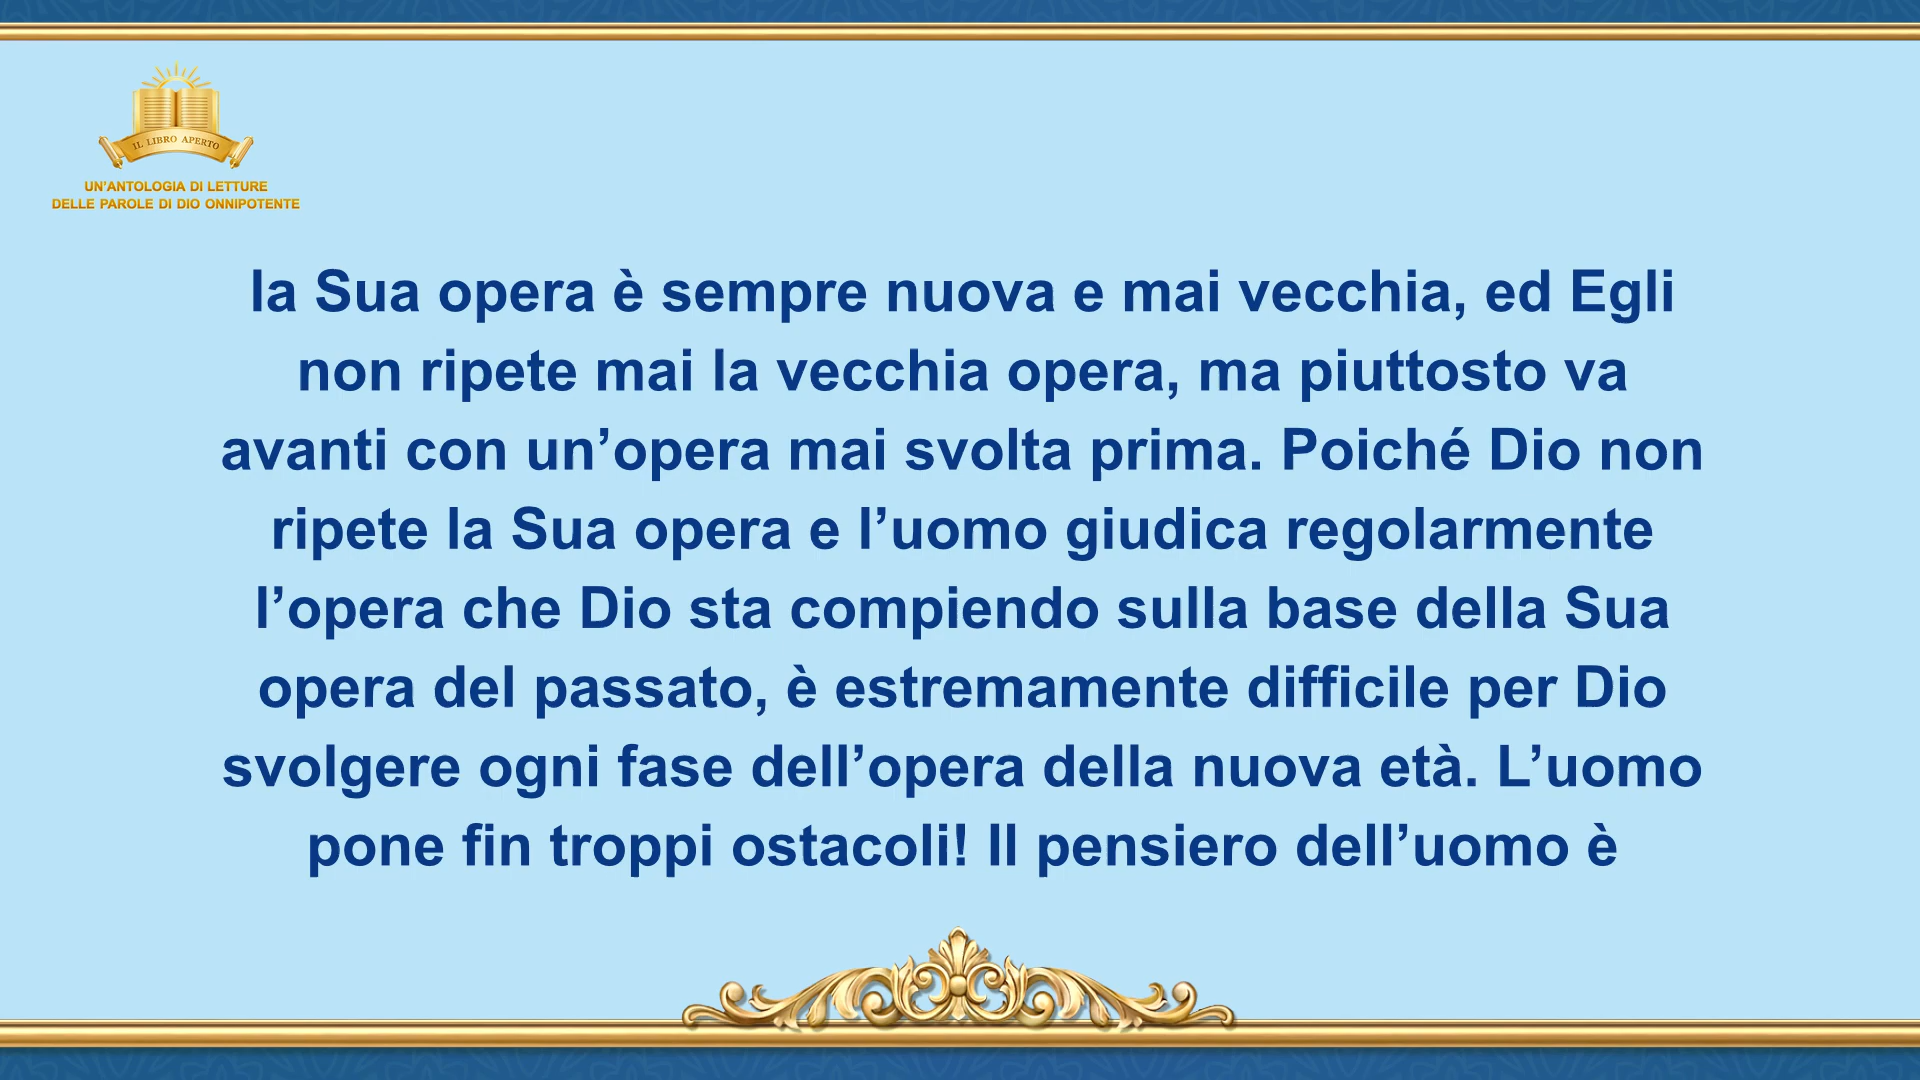 IL LIBRO APERTO
UN’ANTOLOGIA DI LETTURE
DELLE PAROLE DI DIO ONNIPOTENTE
la Sua opera è sempre nuova e mai vecchia, ed Egli
non ripete mai la vecchia opera, ma piuttosto va
avanti con un’opera mai svolta prima. Poiché Dio non
ripete la Sua opera e l’uomo giudica regolarmente
l’opera che Dio sta compiendo sulla base della Sua
opera del passato, è estremamente difficile per Dio
svolgere ogni fase dell’opera della nuova età. L’uomo
pone fin troppi ostacoli! Il pensiero dell’uomo è